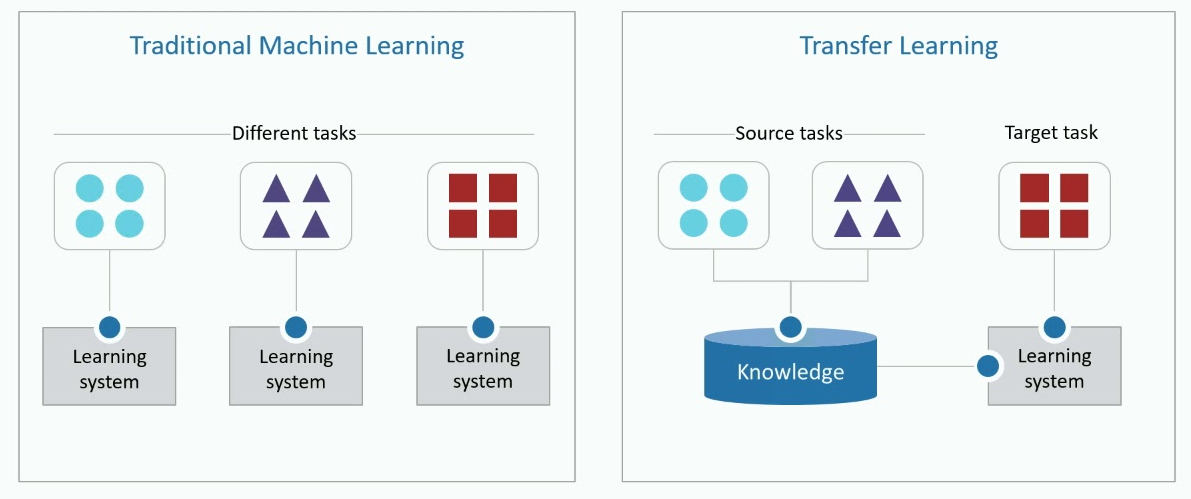 Traditional Machine Learning
Different tasks
Learning
system
Learning
system
Learning
system
Transfer Learning
Source tasks
Target task
Knowledge
Learning
system